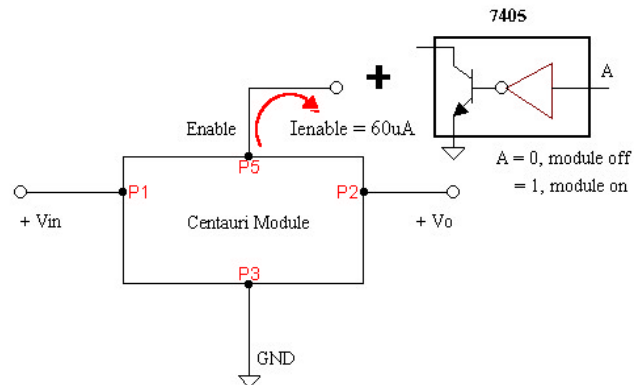 7405
A
Enable
Ienable = 60uA
A = 0, module off
= 1, module on
P5
P1
P2
+ Vin
Centauri Module
+ Vo
P3
GND